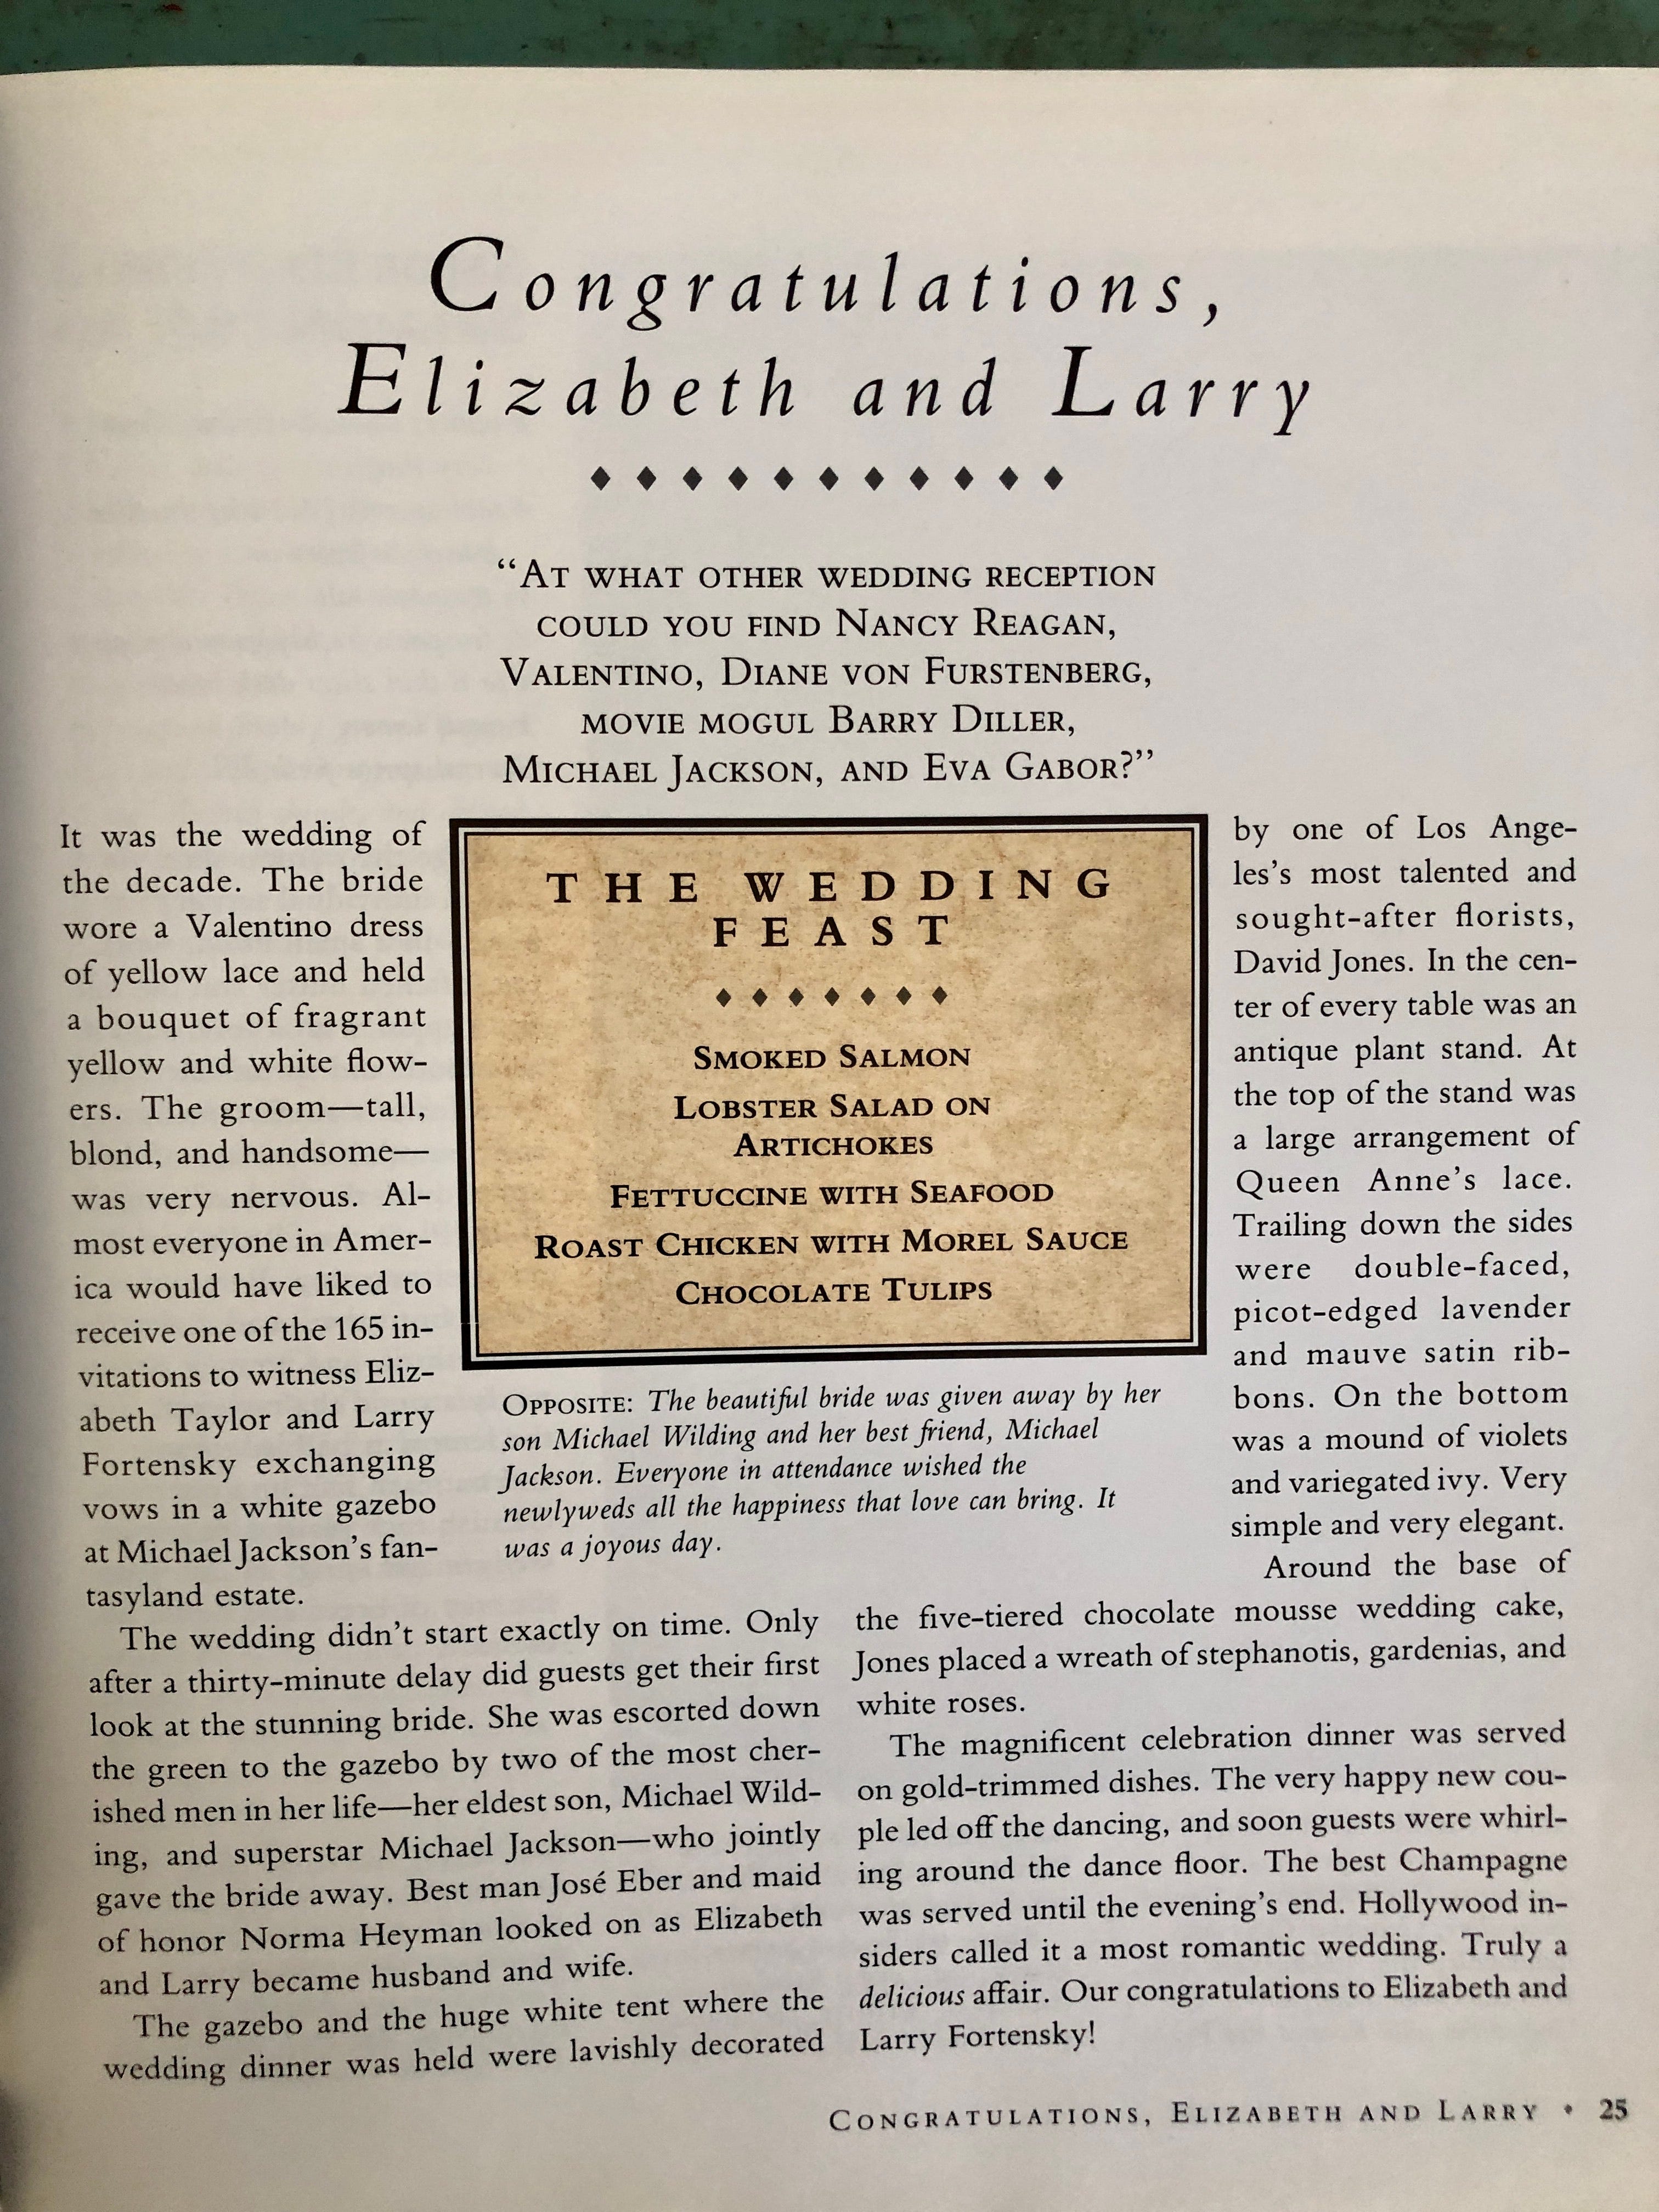 Congratulations,
Elizabeth and Larry
“At what other wedding reception
could you find Nancy Reagan,
Valentino, Diane von Furstenberg,
movie mogul Barry Diller,
Michael Jackson, and Eva Gabor?”
It was the wedding of
the decade. The bride
wore a Valentino dress
of yellow lace and held
a bouquet of fragrant
yellow and white flow-
ers. The groom—tall,
blond, and handsome—
was very nervous. Al-
most everyone in Amer-
ica would have liked to
receive one of the 165 in-
vitations to witness Eliz-
abeth Taylor and Larry
Fortensky exchanging
vows in a white gazebo
at Michael Jackson’s fan-
tasyland estate.
The wedding didn’t start exactly on time. Only
after a thirty-minute delay did guests get their first
look at the stunning bride. She was escorted down
the green to the gazebo by two of the most cher-
ished men in her life—her eldest son, Michael Wild-
ing, and superstar Michael Jackson—who jointly
gave the bride away. Best man José Eber and maid
of honor Norma Heyman looked on as Elizabeth
and Larry became husband and wife.
The gazebo and the huge white tent where the
wedding dinner was held were lavishly decorated
THE WEDDING
FEAST
Smoked Salmon
Lobster Salad on
Artichokes
Fettuccine with Seafood
Roast Chicken with Morel Sauce
Chocolate Tulips
Opposite: The beautiful bride was given away by her
son Michael Wilding and her best friend, Michael
Jackson. Everyone in attendance wished the
newlyweds all the happiness that love can bring. It
was a joyous day.
by one of Los Ange-
les’s most talented and
sought-after florists,
David Jones. In the cen-
ter of every table was an
antique plant stand. At
the top of the stand was
a large arrangement of
Queen Anne’s lace.
Trailing down the sides
were double-faced,
picot-edged lavender
and mauve satin rib-
bons. On the bottom
was a mound of violets
and variegated ivy. Very
simple and very elegant.
Around the base of
the five-tiered chocolate mousse wedding cake,
Jones placed a wreath of stephanotis, gardenias, and
white roses.
The magnificent celebration dinner was served
on gold-trimmed dishes. The very happy new cou-
ple led off the dancing, and soon guests were whirl-
ing around the dance floor. The best Champagne
was served until the evening’s end. Hollywood in-
siders called it a most romantic wedding. Truly a
delicious affair. Our congratulations to Elizabeth and
Larry Fortensky!
Congratulations, Elizabeth and Larry • 25